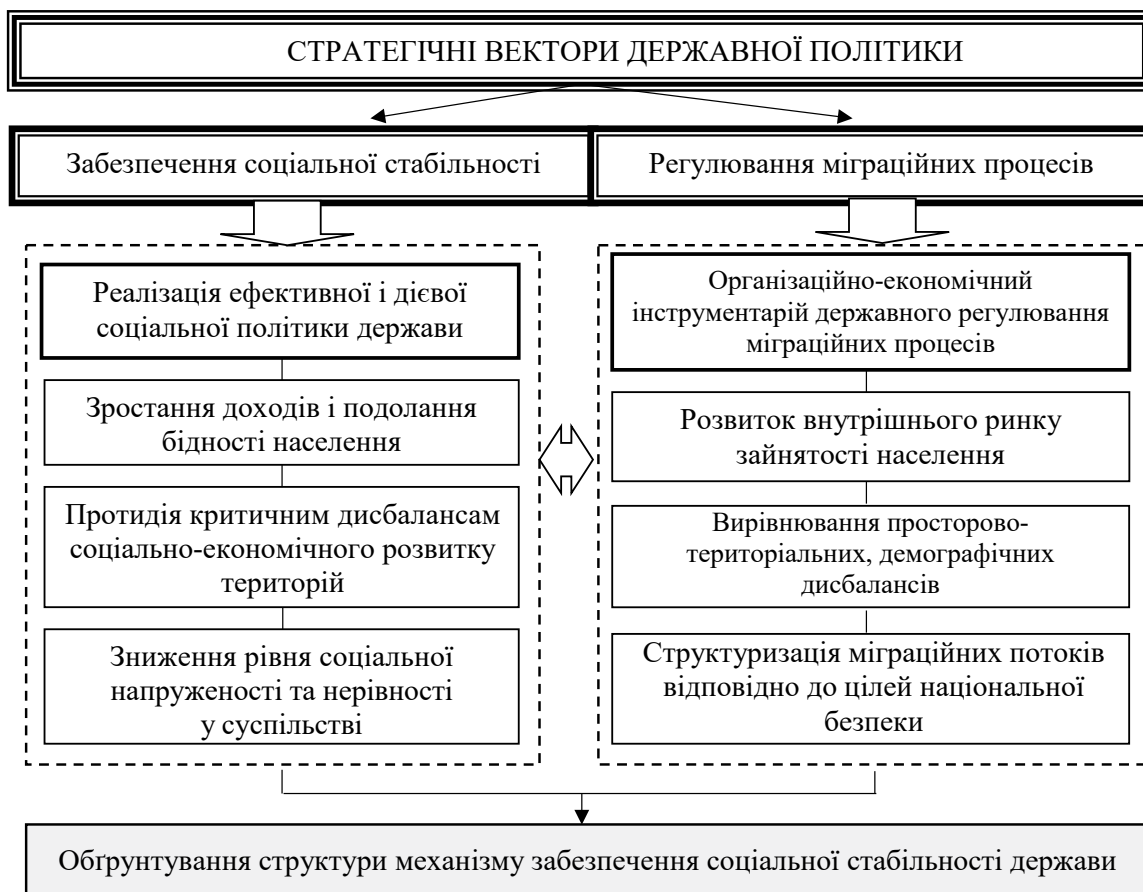 СТРАТЕГІЧНІ ВЕКТОРИ ДЕРЖАВНОЇ ПОЛІТИКИ
Забезпечення соціальної стабільності
Регулювання міграційних процесів
Реалізація ефективної і дієвої
соціальної політики держави
Зростання доходів і подолання
бідності населення
Протидія критичним дисбалансам
соціально-економічного розвитку
територій
Зниження рівня соціальної
напруженості та нерівності
у суспільстві
Організаційно-економічний
інструментарій державного регулювання
міграційних процесів
Розвиток внутрішнього ринку
зайнятості населення
Вирівнювання просторово-
територіальних, демографічних
дисбалансів
Структуризація міграційних потоків
відповідно до цілей національної
безпеки
Обґрунтування структури механізму забезпечення соціальної стабільності держави